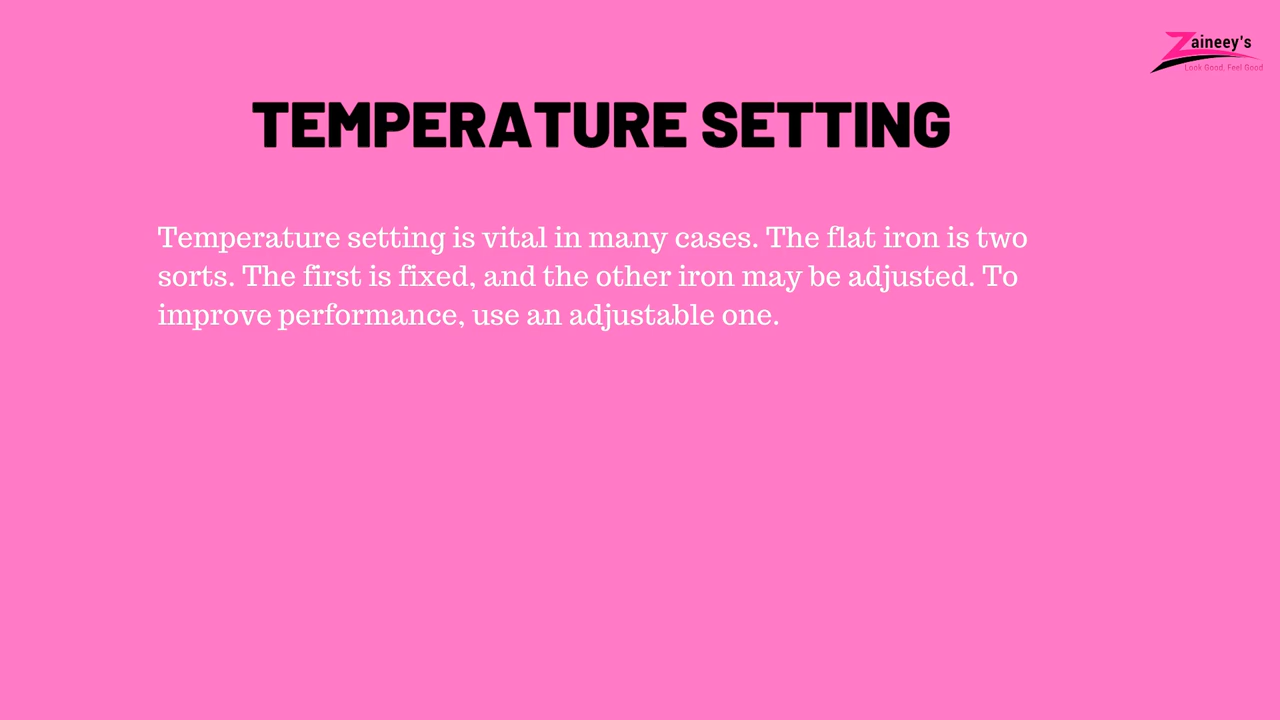 Zaineey's
Look Good, Feel Good
TEMPERATURE SETTING
Temperature setting is vital in many cases. The flat iron is two
sorts. The first is fixed, and the other iron may be adjusted. To
improve performance, use an adjustable one.